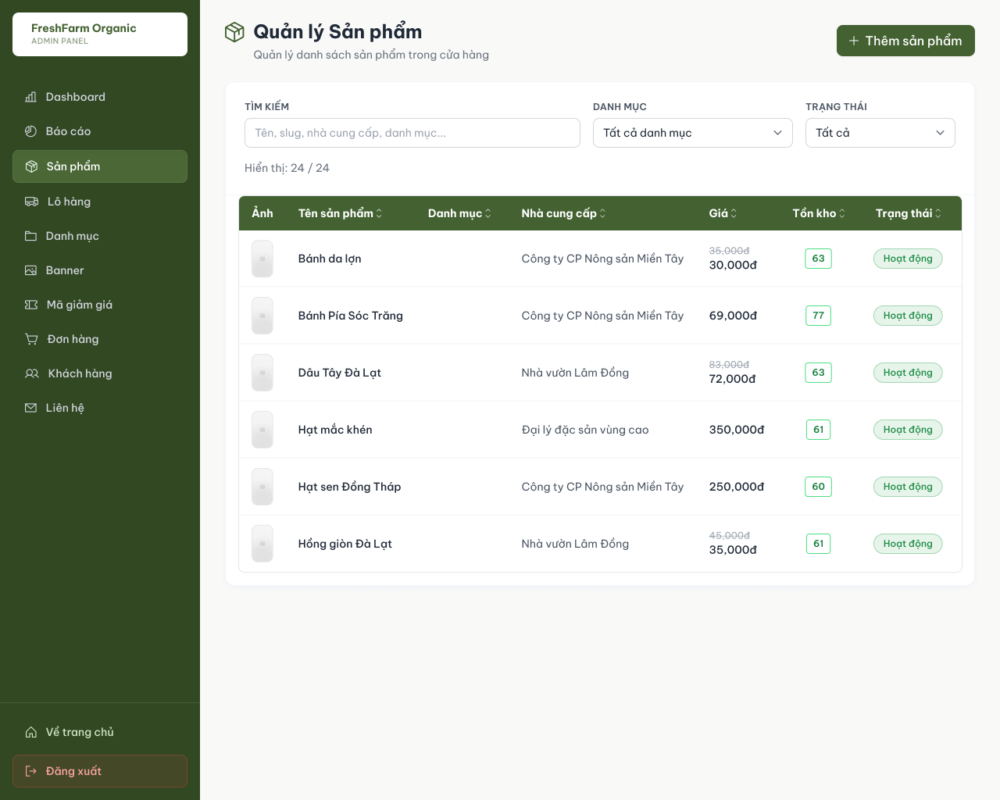 FreshFarm Organic
ADMIN PANEL
Dashboard
Báo cáo
Sản phẩm
Lô hàng
Danh mục
Banner
Mã giảm giá
Đơn hàng
Khách hàng
Liên hệ
Về trang chủ
Đăng xuất
Quản lý Sản phẩm
Quản lý danh sách sản phẩm trong cửa hàng
Thêm sản phẩm
TÌM KIẾM
DANH MỤC
TRẠNG THÁI
Tên, slug, nhà cung cấp, danh mục...
Tất cả danh mục
Tất cả
Hiển thị: 24 / 24
Ảnh Tên sản phẩm Danh mục Nhà cung cấp Giá Tồn kho Trạng thái
Bánh da lợn Công ty CP Nông sản Miền Tây 35,000đ 30,000đ 63 Hoạt động
Bánh Pía Sóc Trăng Công ty CP Nông sản Miền Tây 69,000đ 77 Hoạt động
Dâu Tây Đà Lạt Nhà vườn Lâm Đồng 83,000đ 72,000đ 63 Hoạt động
Hạt mắc khén Đại lý đặc sản vùng cao 350,000đ 61 Hoạt động
Hạt sen Đồng Tháp Công ty CP Nông sản Miền Tây 250,000đ 60 Hoạt động
Hồng giòn Đà Lạt Nhà vườn Lâm Đồng 45,000đ 35,000đ 61 Hoạt động